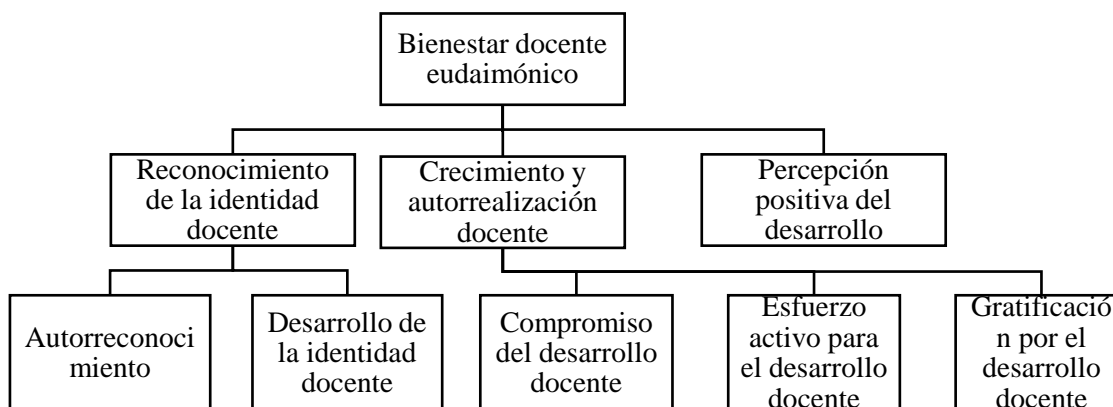 Bienestar docente
eudaimónico
Reconocimiento
de la identidad
docente
Crecimiento y
autorrealización
docente
Percepción
positiva del
desarrollo
Autorreconoci
miento
Desarrollo de
la identidad
docente
Compromiso
del desarrollo
docente
Esfuerzo
activo para
el desarrollo
docente
Gratificació
n por el
desarrollo
docente